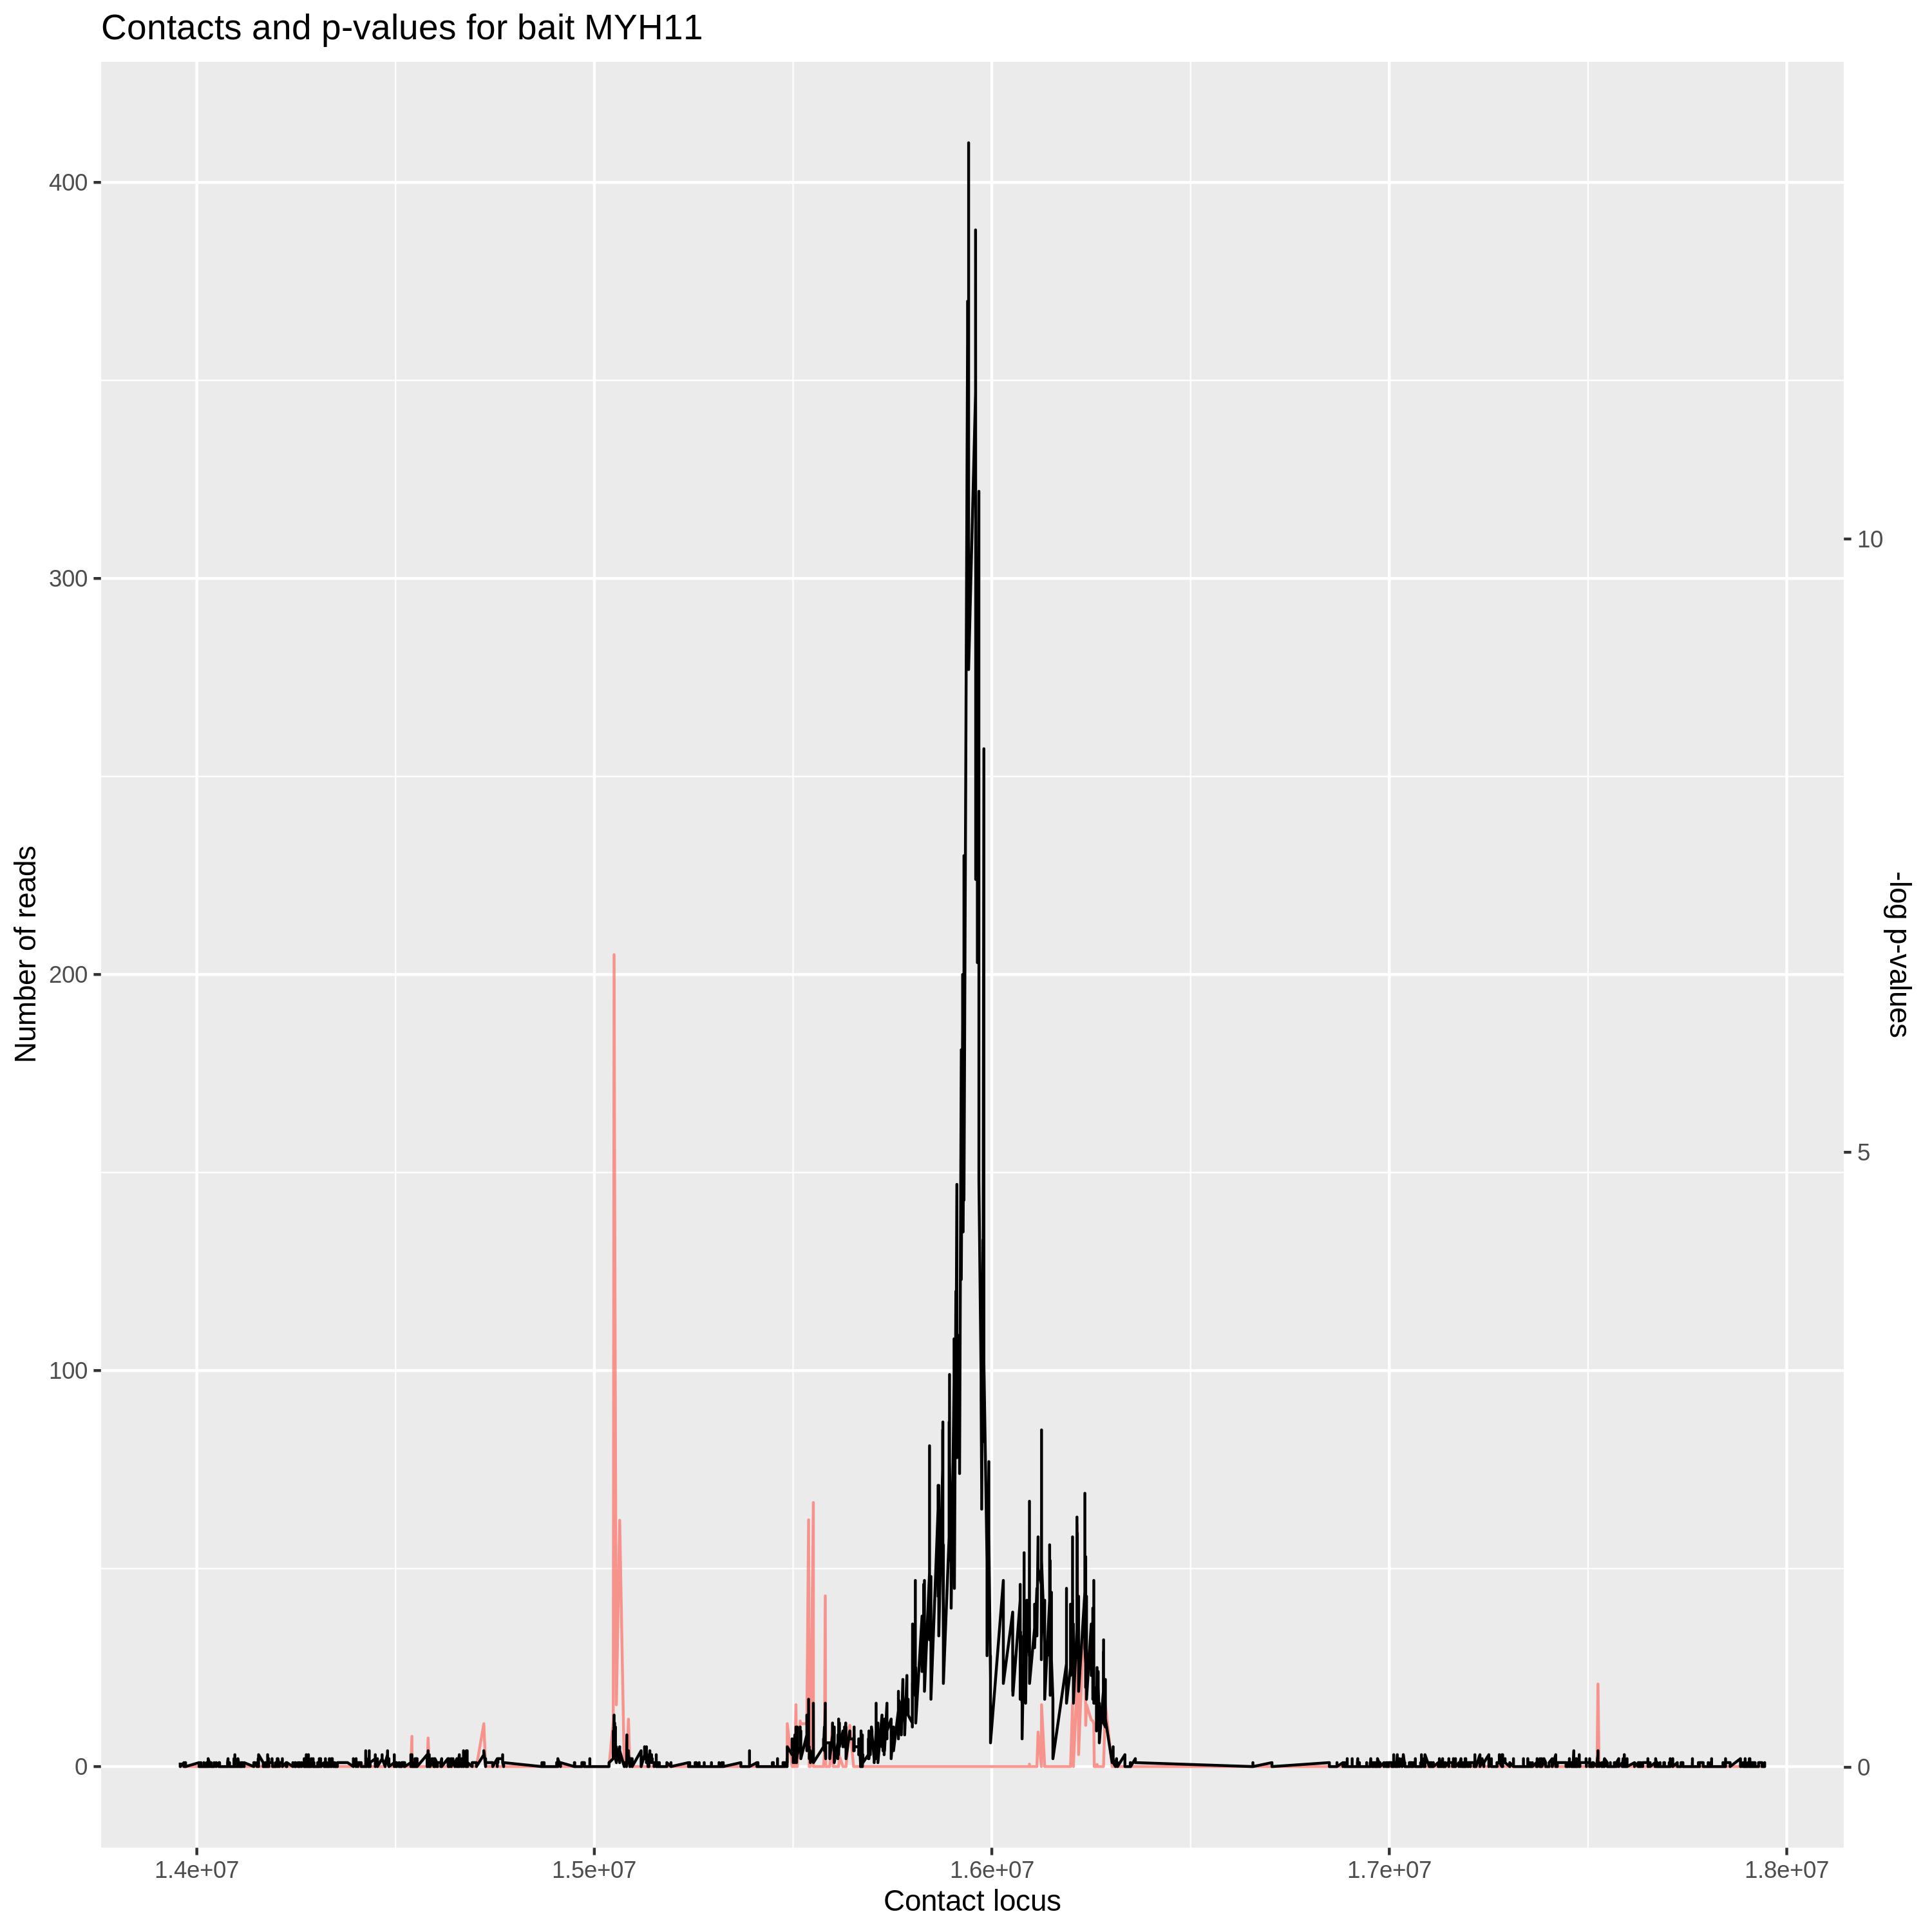 Contacts and p-values for bait MYH11
400
300
200
100
0
Number of reads
10
5
0
-log p-values
1.4e+07
1.5e+07
1.6e+07
1.7e+07
1.8e+07
Contact locus